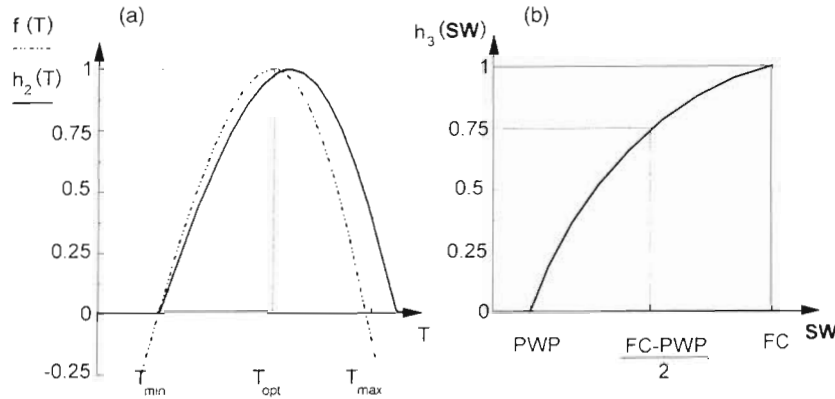 (a)
f (T)
h2 (T)
1
0.75
0.5
0.25
0
-0.25
T
Tmin
Topt
Tmax
(b)
h3 (SW)
1
0.75
0.5
0.25
0
SW
PWP
FC-PWP
2
FC